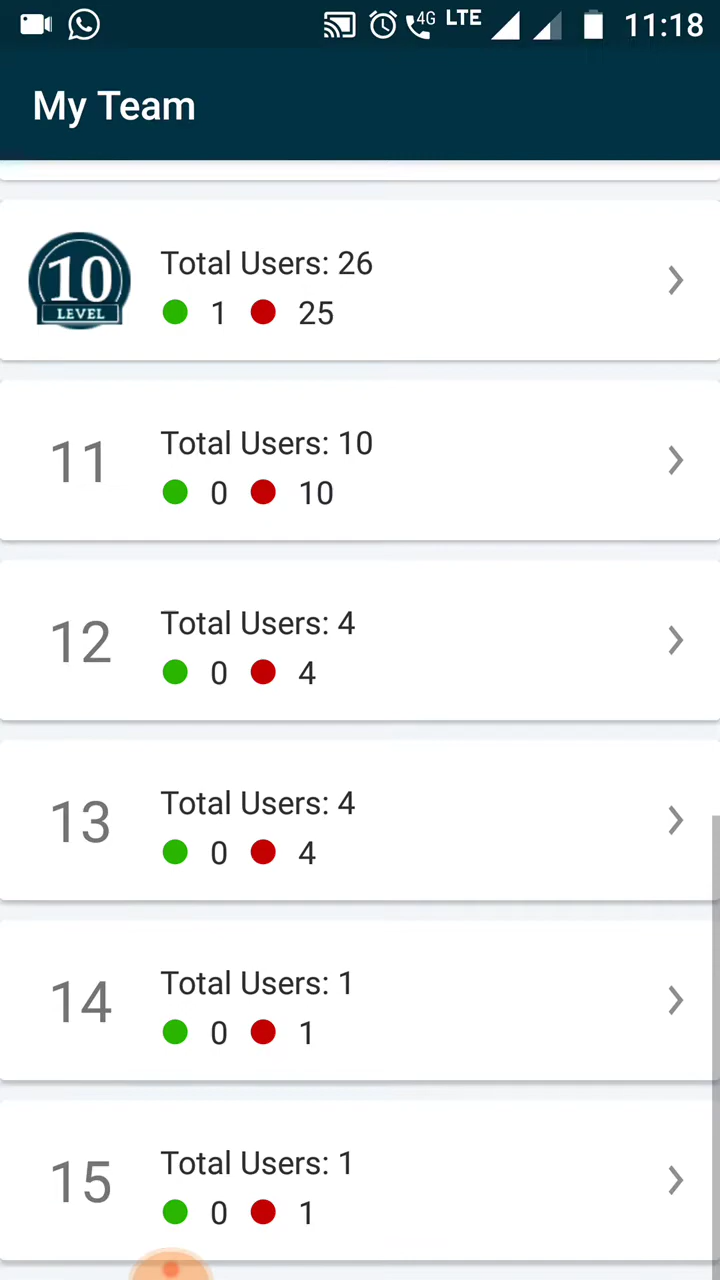 4G LTE 11:18
My Team
10
LEVEL
Total Users: 26
1 25
11
Total Users: 10
0 10
12
Total Users: 4
0 4
13
Total Users: 4
0 4
14
Total Users: 1
0 1
15
Total Users: 1
0 1